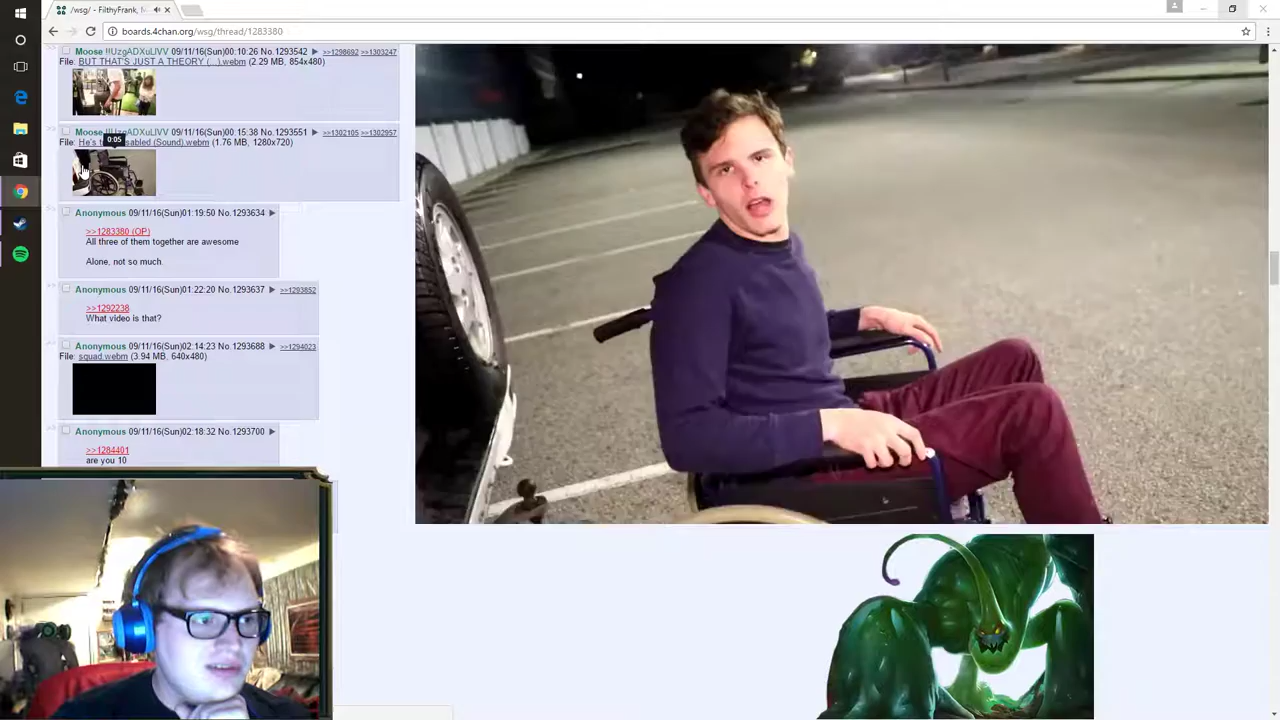 /wsg/ - FilthyFrank, M
boards.4chan.org/wsg/thread/1283380
Moose !!UzgADXuLIVV 09/11/16(Sun)00:10:26 No.1293542 >>1298692 >>1303247
File: BUT THAT'S JUST A THEORY (...).webm (2.29 MB, 854x480)
Moose !!UzgADXuLIVV 09/11/16(Sun)00:15:38 No.1293551 >>1302105 >>1302957
0:05
File: He's t sabled (Sound).webm (1.76 MB, 1280x720)
Anonymous 09/11/16(Sun)01:19:50 No.1293634
>>1283380 (OP)
All three of them together are awesome
Alone, not so much.
Anonymous 09/11/16(Sun)01:22:20 No.1293637 >>1293852
>>1292238
What video is that?
Anonymous 09/11/16(Sun)02:14:23 No.1293688 >>1294023
File: squad.webm (3.94 MB, 640x480)
Anonymous 09/11/16(Sun)02:18:32 No.1293700
>>1284401
are you 10